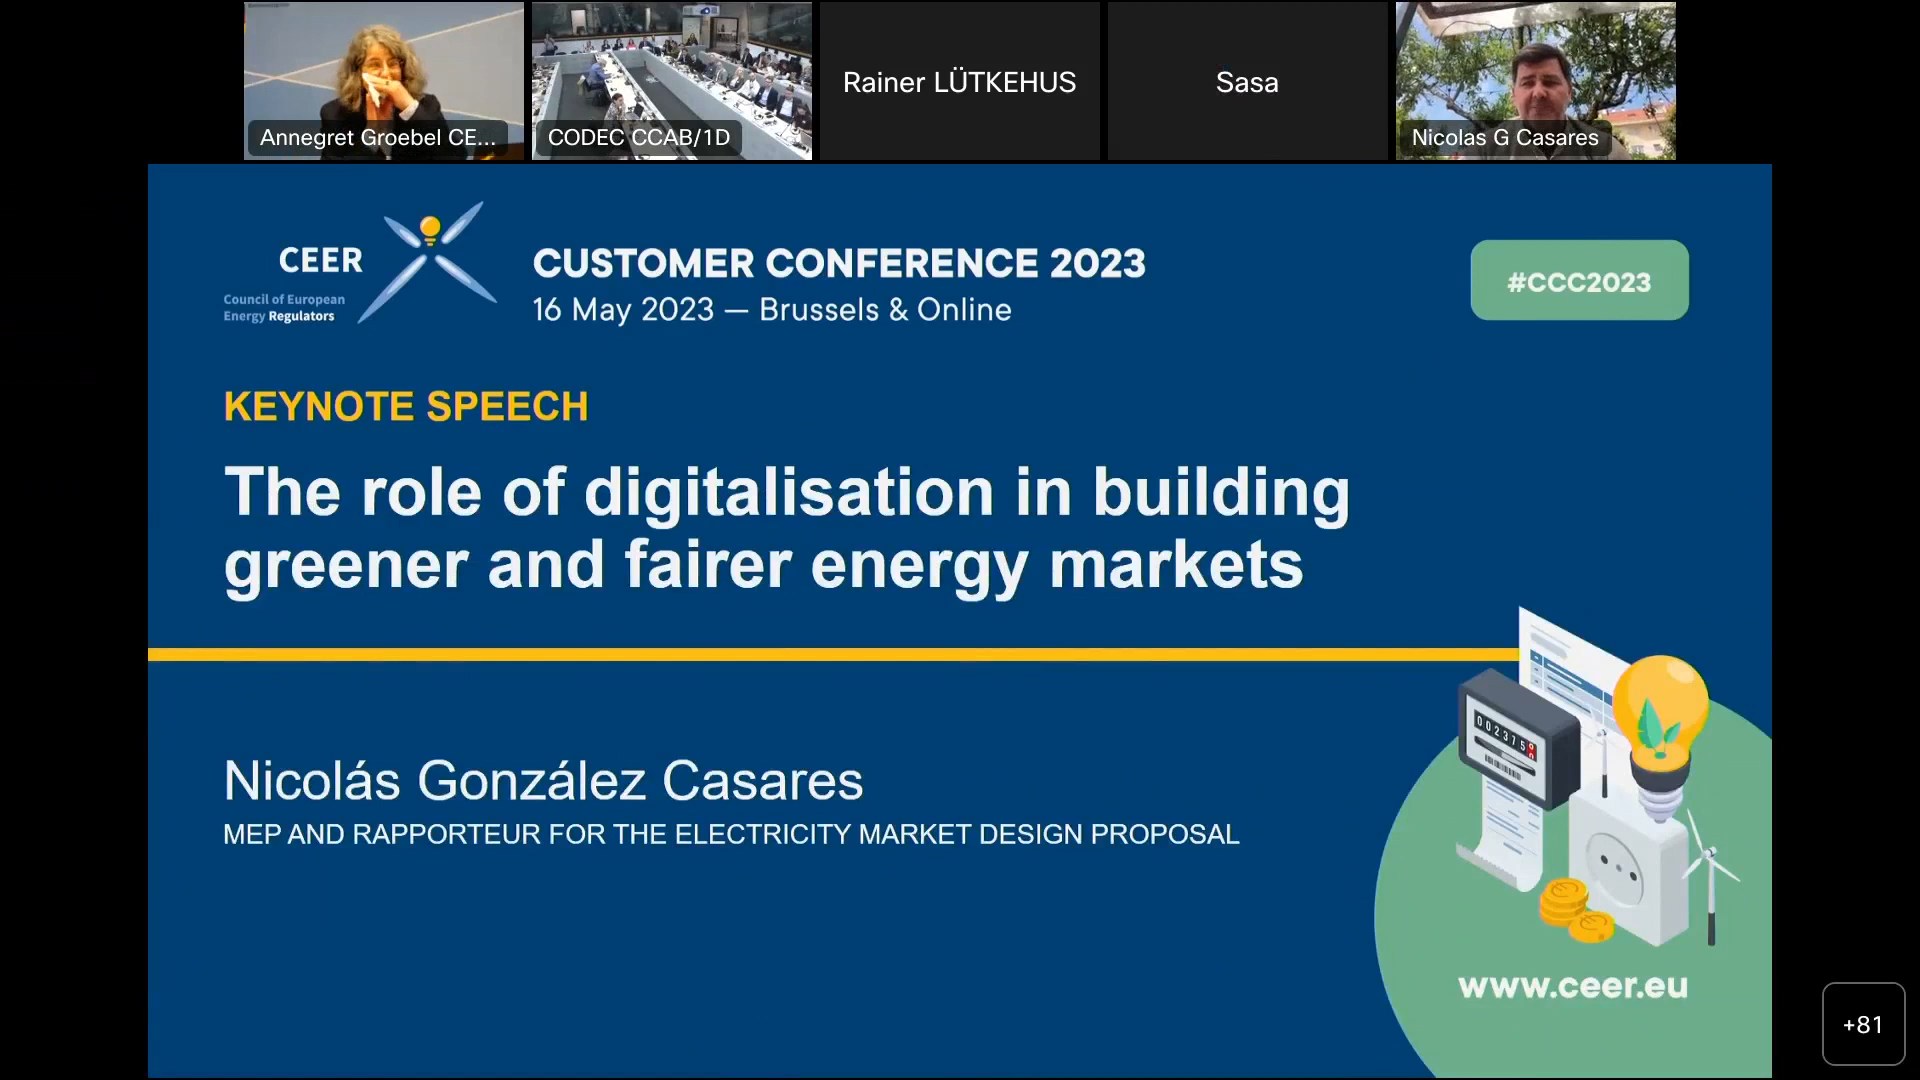 Annegret Groebel CE...
CODEC CCAB/1D
Rainer LÜTKEHUS
Sasa
Nicolas G Casares
CEER
Council of European
Energy Regulators
CUSTOMER CONFERENCE 2023
16 May 2023 — Brussels & Online
#CCC2023
KEYNOTE SPEECH
The role of digitalisation in building
greener and fairer energy markets
Nicolás González Casares
MEP AND RAPPORTEUR FOR THE ELECTRICITY MARKET DESIGN PROPOSAL
www.ceer.eu
+81